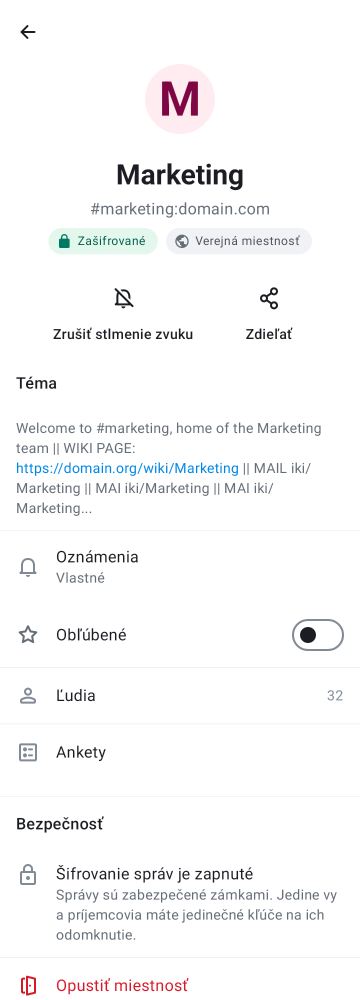 M
Marketing
#marketing:domain.com
Zašifrované
Verejná miestnosť
Zrušiť stlmenie zvuku
Zdieľať
Téma
Welcome to #marketing, home of the Marketing
team || WIKI PAGE:
https://domain.org/wiki/Marketing || MAIL iki/
Marketing || MAI iki/Marketing || MAI iki/
Marketing...
Oznámenia
Vlastné
Obľúbené
Ľudia 32
Ankety
Bezpečnosť
Šifrovanie správ je zapnuté
Správy sú zabezpečené zámkami. Jedine vy
a príjemcovia máte jedinečné kľúče na ich
odomknutie.
Opustiť miestnosť